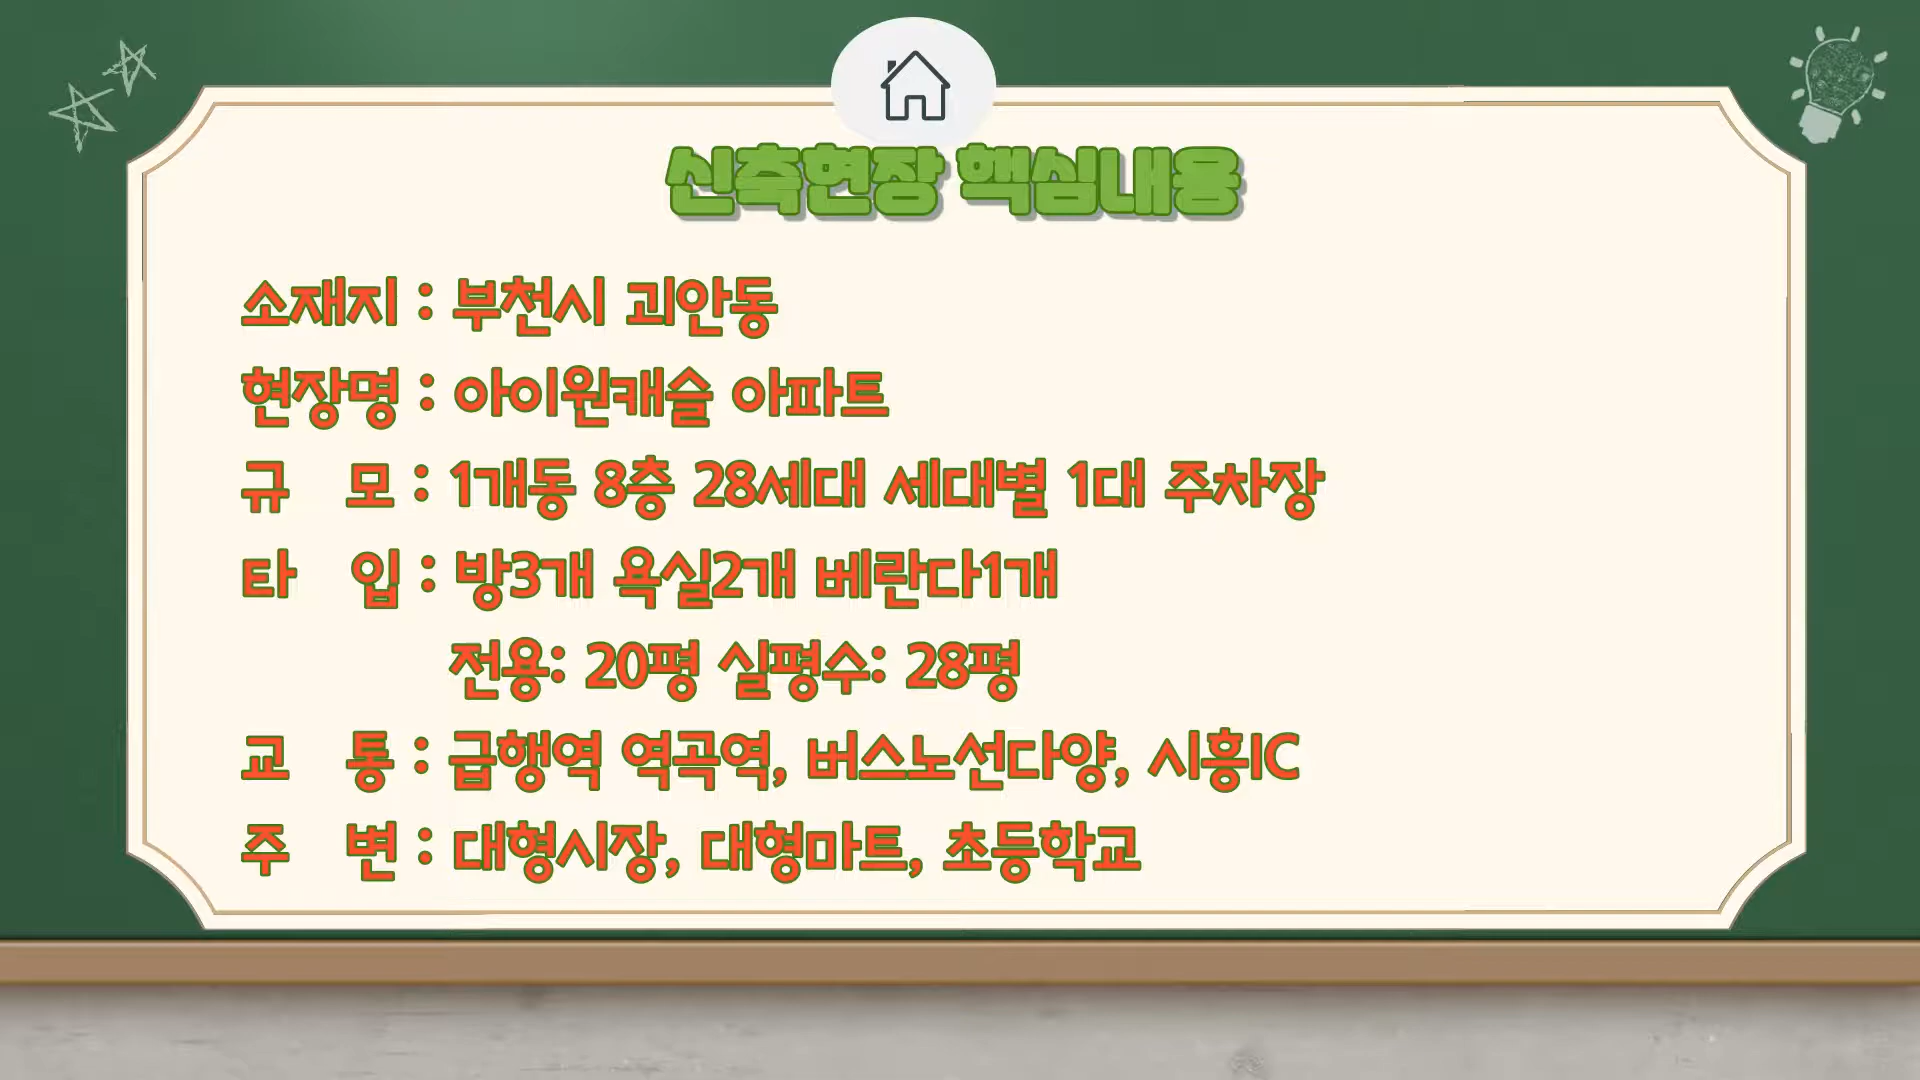 신축현장 핵심내용
소재지 : 부천시 괴안동
현장명 : 아이원캐슬 아파트
규 모 : 1개동 8층 28세대 세대별 1대 주차장
타 입 : 방3개 욕실2개 베란다1개
전용: 20평 실평수: 28평
교 통 : 급행역 역곡역, 버스노선다양, 시흥IC
주 변 : 대형시장, 대형마트, 초등학교